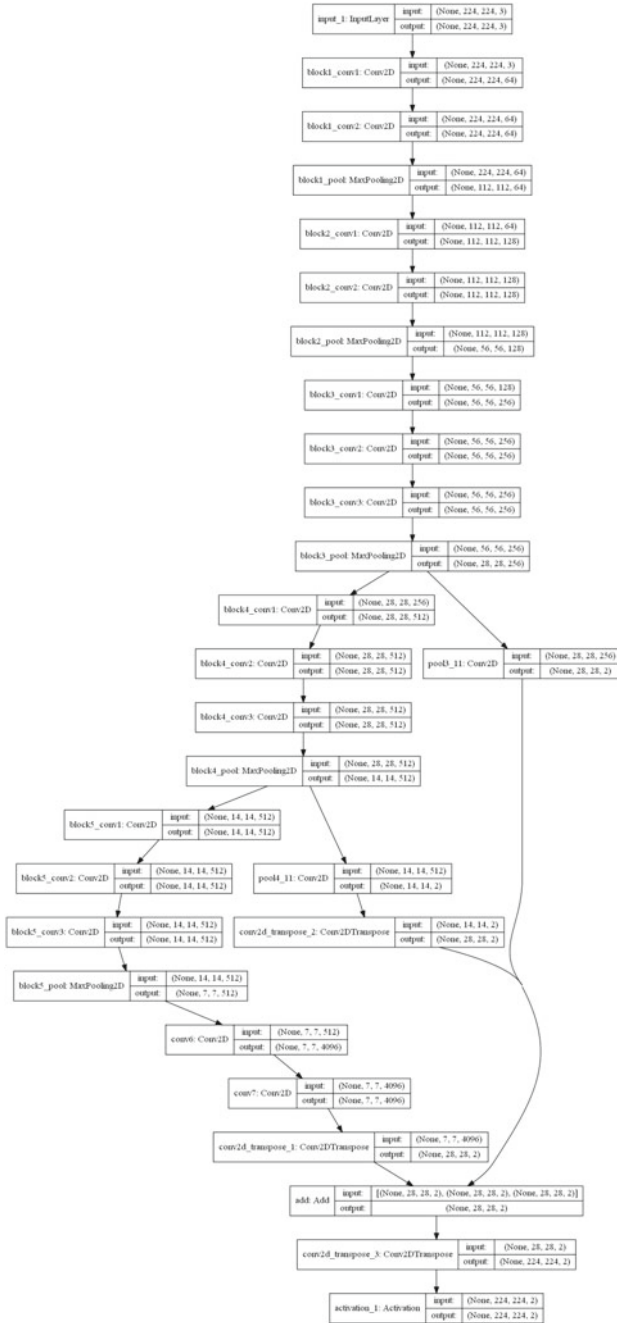 input_1: InputLayer input: (None, 224, 224, 3)
output: (None, 224, 224, 3)
block1_conv1: Conv2D input: (None, 224, 224, 3)
output: (None, 224, 224, 64)
block1_conv2: Conv2D input: (None, 224, 224, 64)
output: (None, 224, 224, 64)
block1_pool: MaxPooling2D input: (None, 224, 224, 64)
output: (None, 112, 112, 64)
block2_conv1: Conv2D input: (None, 112, 112, 64)
output: (None, 112, 112, 128)
block2_conv2: Conv2D input: (None, 112, 112, 128)
output: (None, 112, 112, 128)
block2_pool: MaxPooling2D input: (None, 112, 112, 128)
output: (None, 56, 56, 128)
block3_conv1: Conv2D input: (None, 56, 56, 128)
output: (None, 56, 56, 256)
block3_conv2: Conv2D input: (None, 56, 56, 256)
output: (None, 56, 56, 256)
block3_conv3: Conv2D input: (None, 56, 56, 256)
output: (None, 56, 56, 256)
block3_pool: MaxPooling2D input: (None, 56, 56, 256)
output: (None, 28, 28, 256)
block4_conv1: Conv2D input: (None, 28, 28, 256)
output: (None, 28, 28, 512)
block4_conv2: Conv2D input: (None, 28, 28, 512)
output: (None, 28, 28, 512)
pool3_11: Conv2D input: (None, 28, 28, 256)
output: (None, 28, 28, 2)
block4_conv3: Conv2D input: (None, 28, 28, 512)
output: (None, 28, 28, 512)
block4_pool: MaxPooling2D input: (None, 28, 28, 512)
output: (None, 14, 14, 512)
block5_conv1: Conv2D input: (None, 14, 14, 512)
output: (None, 14, 14, 512)
block5_conv2: Conv2D input: (None, 14, 14, 512)
output: (None, 14, 14, 512)
pool4_11: Conv2D input: (None, 14, 14, 512)
output: (None, 14, 14, 2)
block5_conv3: Conv2D input: (None, 14, 14, 512)
output: (None, 14, 14, 512)
conv2d_transpose_2: Conv2DTranspose input: (None, 14, 14, 2)
output: (None, 28, 28, 2)
block5_pool: MaxPooling2D input: (None, 14, 14, 512)
output: (None, 7, 7, 512)
conv6: Conv2D input: (None, 7, 7, 512)
output: (None, 7, 7, 4096)
conv7: Conv2D input: (None, 7, 7, 4096)
output: (None, 7, 7, 4096)
conv2d_transpose_1: Conv2DTranspose input: (None, 7, 7, 4096)
output: (None, 28, 28, 2)
add: Add input: [(None, 28, 28, 2), (None, 28, 28, 2), (None, 28, 28, 2)]
output: (None, 28, 28, 2)
conv2d_transpose_3: Conv2DTranspose input: (None, 28, 28, 2)
output: (None, 224, 224, 2)
activation_1: Activation input: (None, 224, 224, 2)
output: (None, 224, 224, 2)